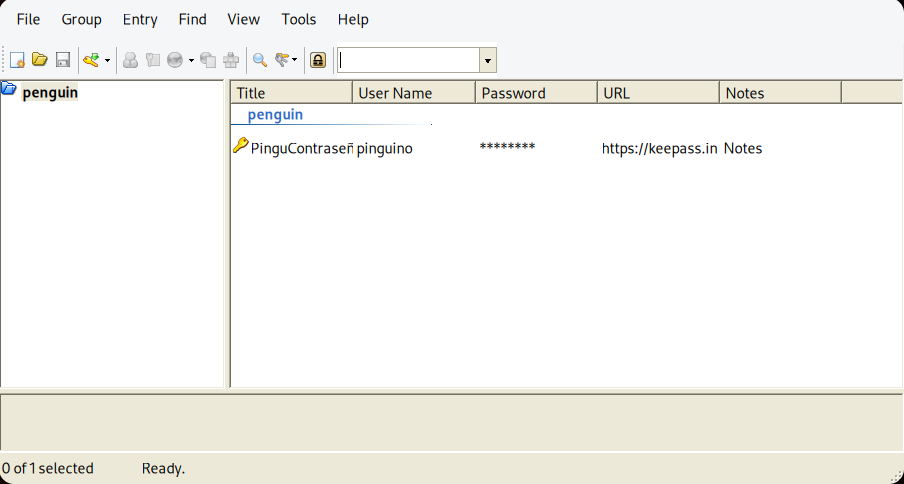 File Group Entry Find View Tools Help
penguin
Title User Name Password URL Notes
penguin
PinguContraseñ pinguino ******** https://keepass.in Notes
0 of 1 selected Ready.